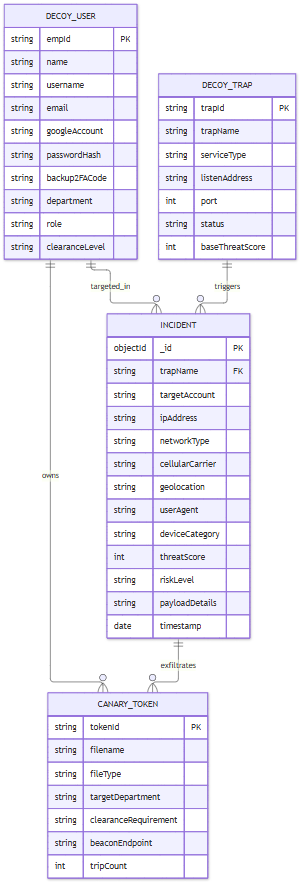 DECOY_USER
string empId PK
string name
string username
string email
string googleAccount
string passwordHash
string backup2FACode
string department
string role
string clearanceLevel
DECOY_TRAP
string trapId PK
string trapName
string serviceType
string listenAddress
int port
string status
int baseThreatScore
targeted_in
triggers
INCIDENT
objectId _id PK
string trapName FK
string targetAccount
string ipAddress
string networkType
string cellularCarrier
string geolocation
string userAgent
string deviceCategory
int threatScore
string riskLevel
string payloadDetails
date timestamp
owns
exfiltrates
CANARY_TOKEN
string tokenId PK
string filename
string fileType
string targetDepartment
string clearanceRequirement
string beaconEndpoint
int tripCount